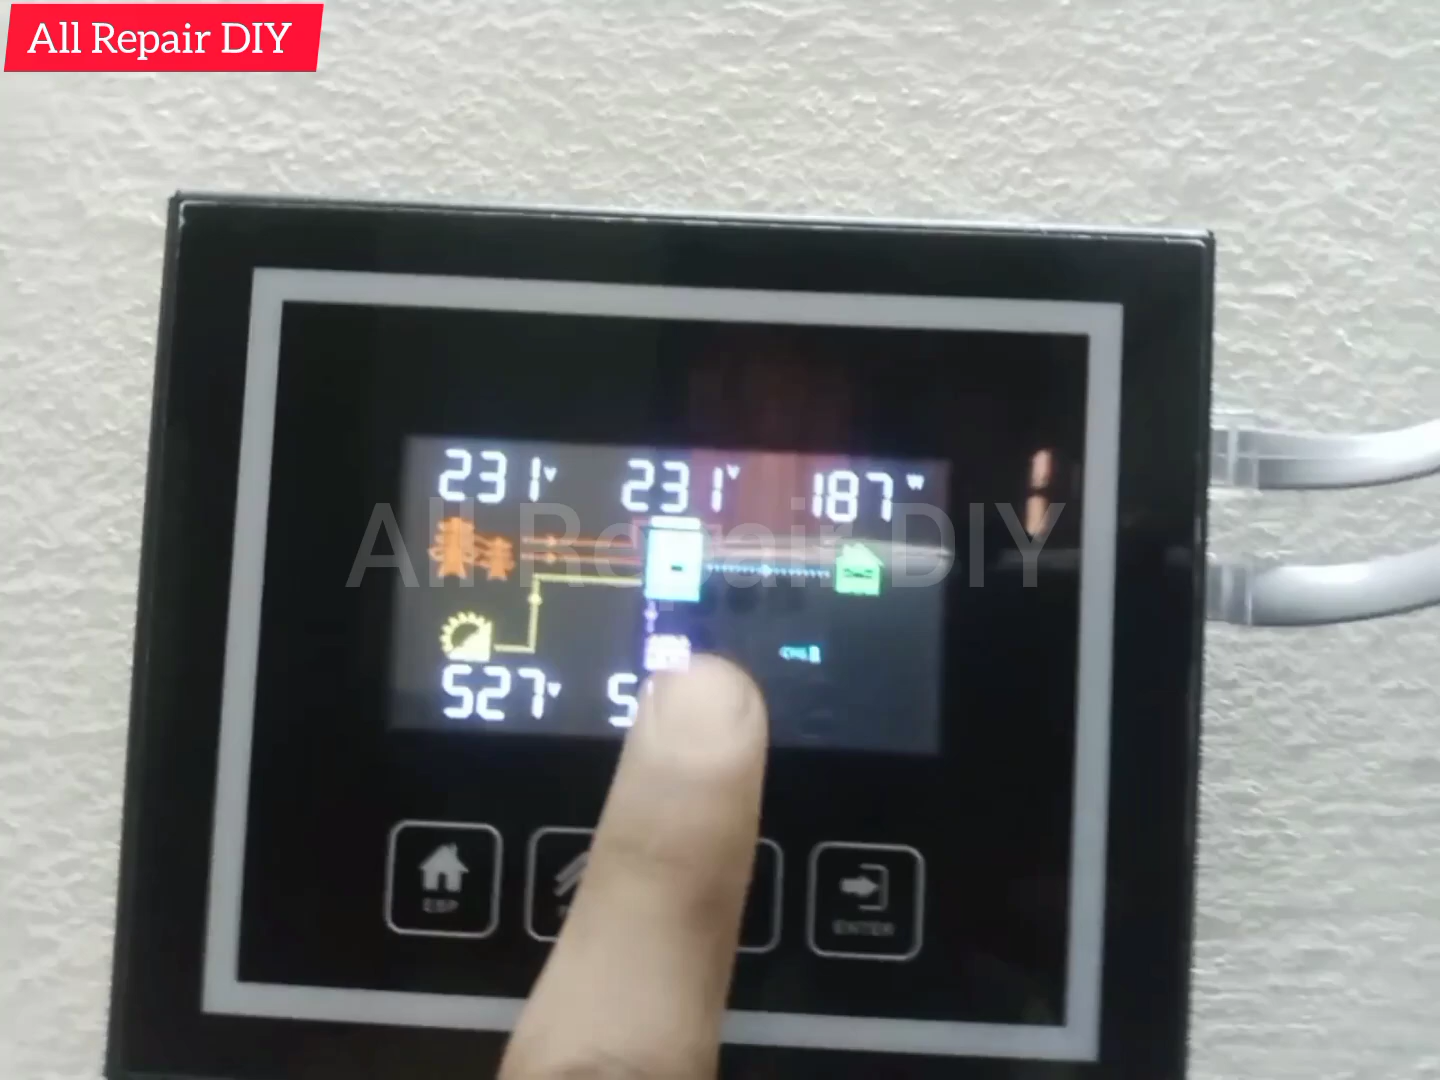 All Repair DIY
231V 231V 187W
All Repair DIY
527V
ESP
ENTER